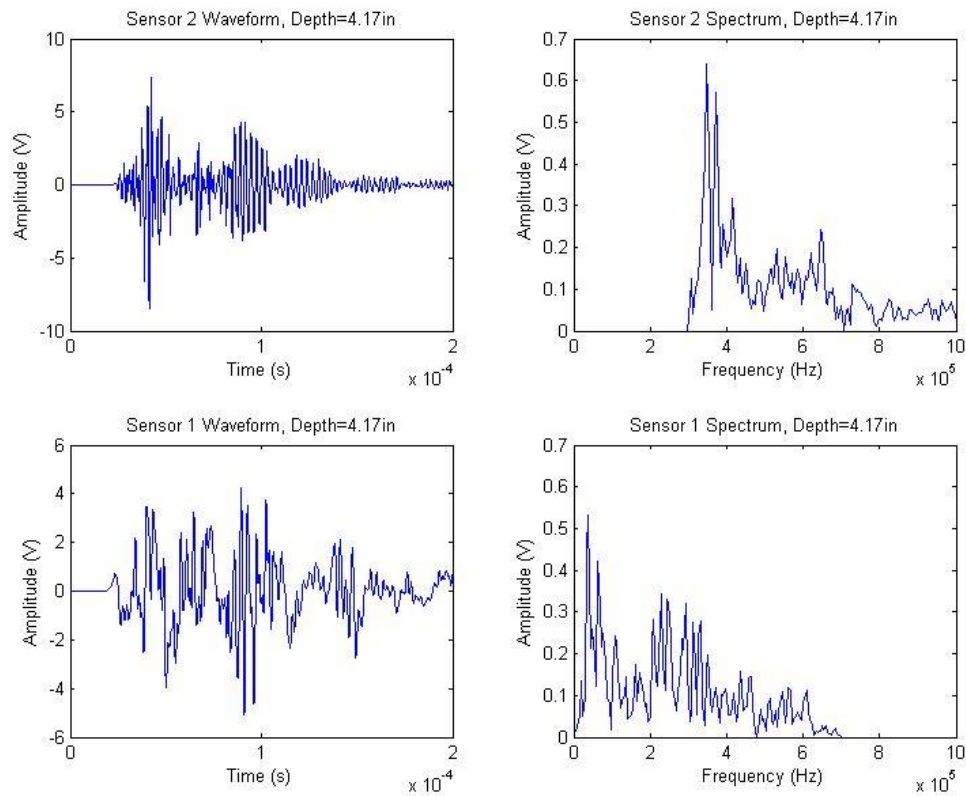 Sensor 2 Waveform, Depth=4.17in
10
5
0
-5
-10
Amplitude (V)
0
1
2
Time (s)
x 10^-4
Sensor 2 Spectrum, Depth=4.17in
0.7
0.6
0.5
0.4
0.3
0.2
0.1
0
Amplitude (V)
0
2
4
6
8
10
Frequency (Hz)
x 10^5
Sensor 1 Waveform, Depth=4.17in
6
4
2
0
-2
-4
-6
Amplitude (V)
0
1
2
Time (s)
x 10^-4
Sensor 1 Spectrum, Depth=4.17in
0.7
0.6
0.5
0.4
0.3
0.2
0.1
0
Amplitude (V)
0
2
4
6
8
10
Frequency (Hz)
x 10^5